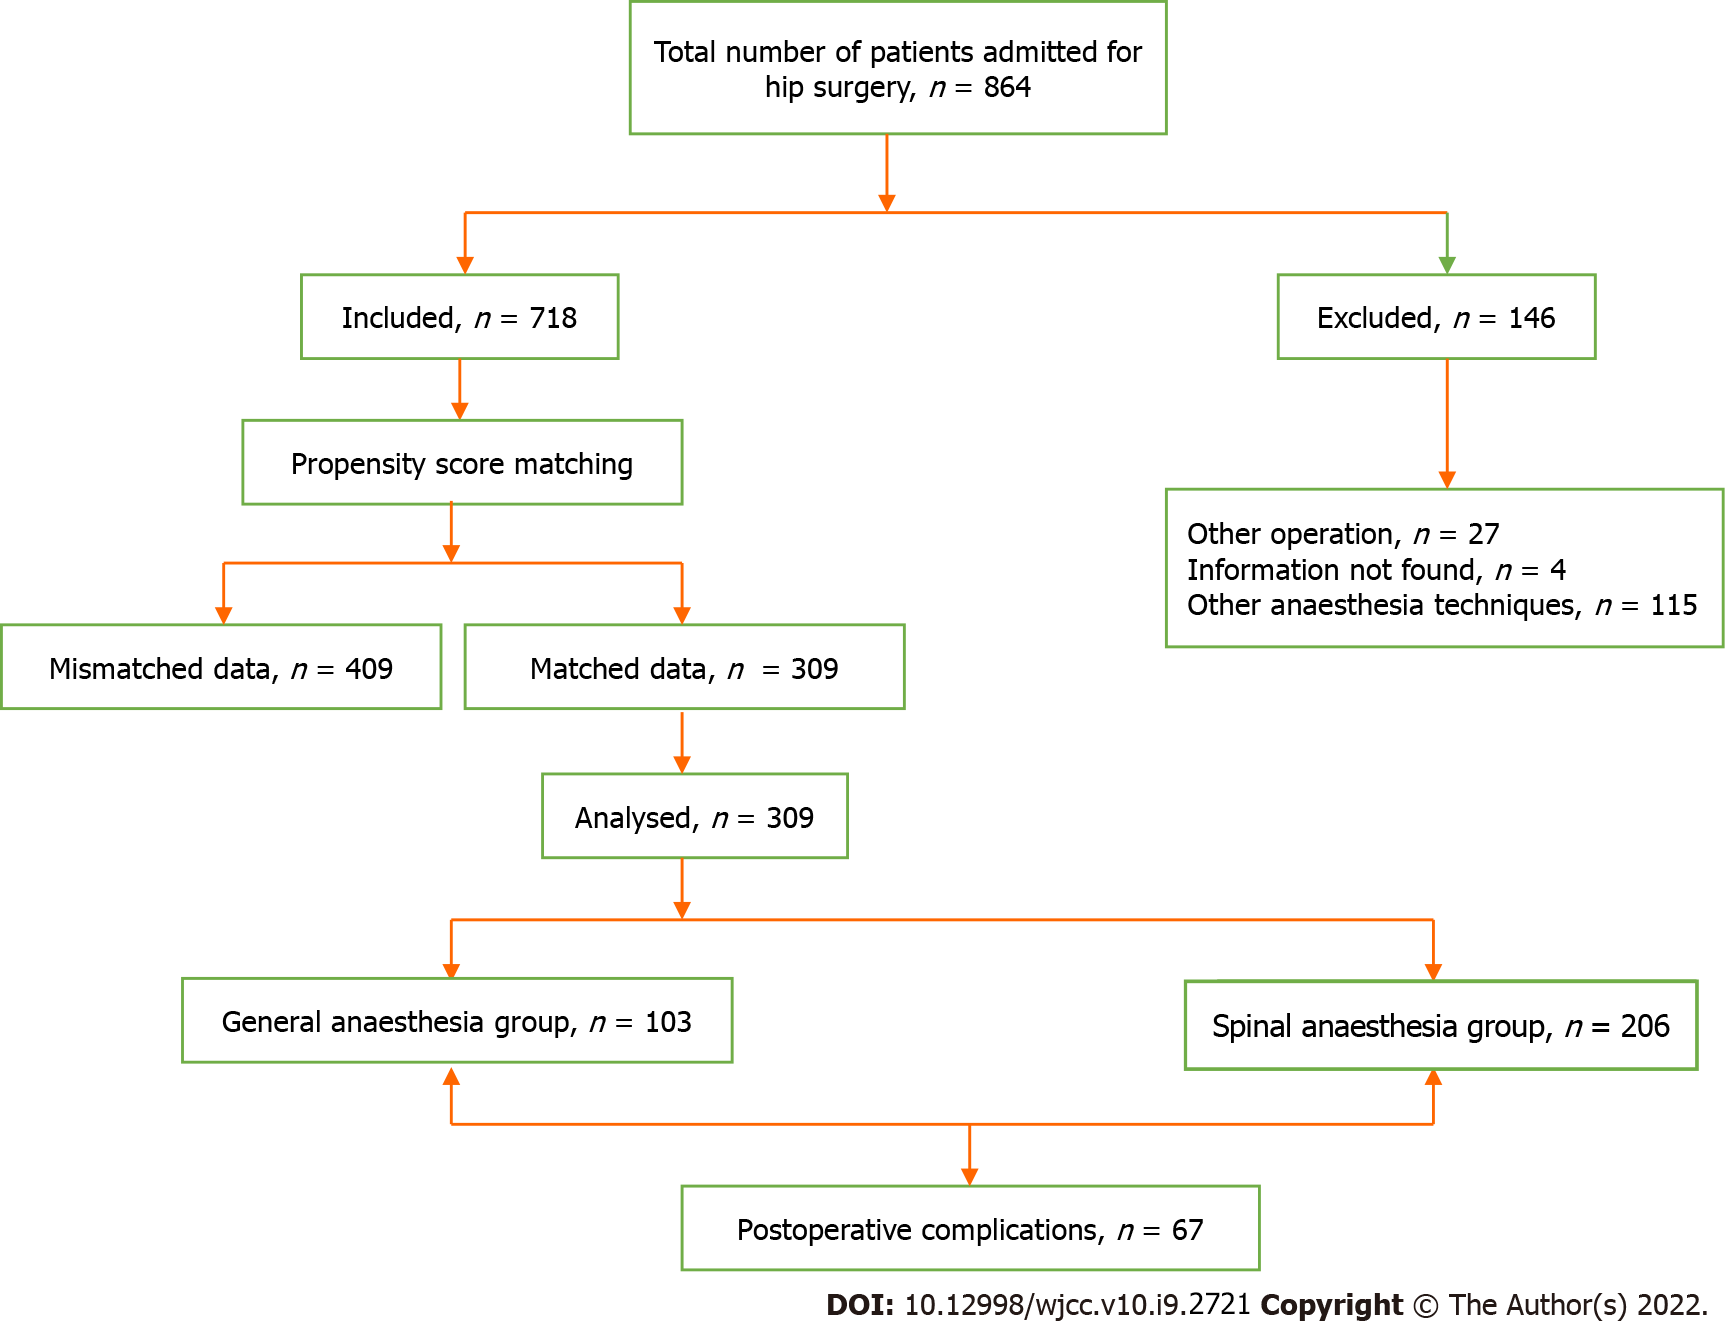 Total number of patients admitted for
hip surgery, n = 864
Included, n = 718
Excluded, n = 146
Propensity score matching
Other operation, n = 27
Information not found, n = 4
Other anaesthesia techniques, n = 115
Mismatched data, n = 409
Matched data, n = 309
Analysed, n = 309
General anaesthesia group, n = 103
Spinal anaesthesia group, n = 206
Postoperative complications, n = 67
DOI: 10.12998/wjcc.v10.i9.2721 Copyright © The Author(s) 2022.